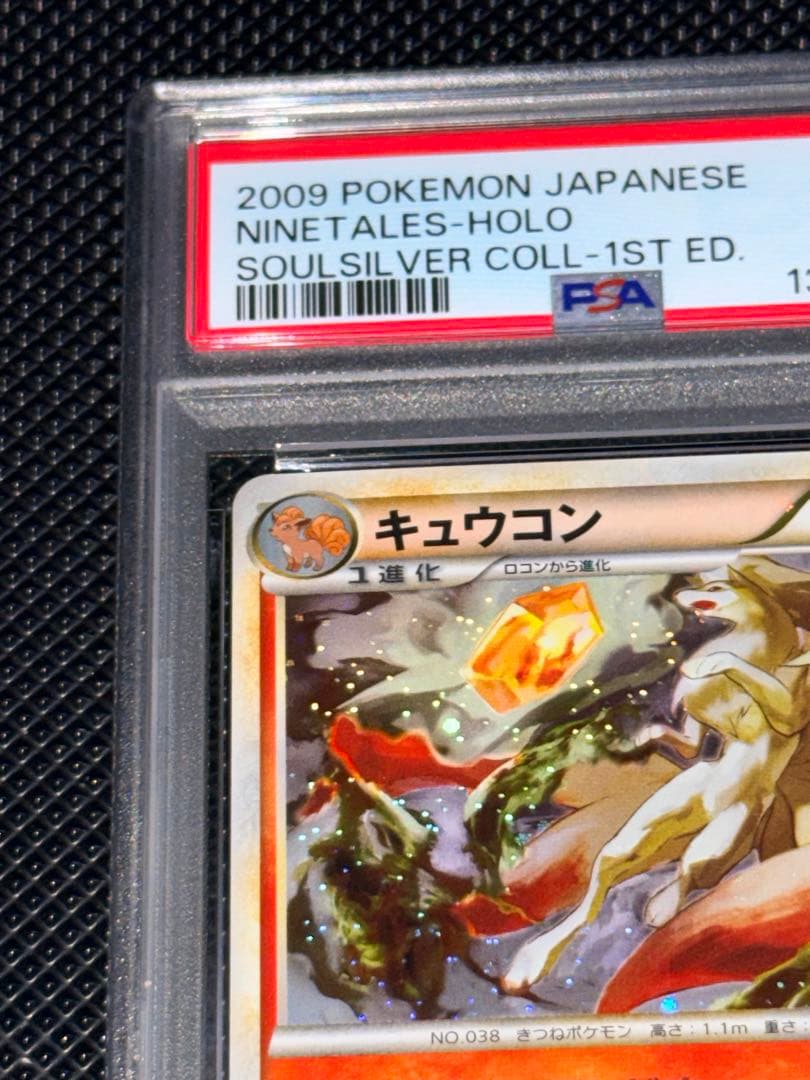 2009 POKEMON JAPANESE
NINETALES-HOLO
SOULSILVER COLL-1ST ED.
PSA
キュウコン
1進化
ロコンから進化
NO.038 きつねポケモン 高さ：1.1m 重さ